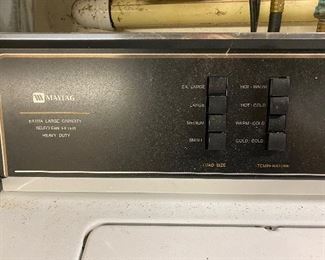 MAYTAG
EXTRA LARGE CAPACITY
HEAVY DUTY
EX. LARGE
LARGE
MEDIUM
SMALL
LOAD SIZE
HOT-WARM
HOT-COLD
WARM-COLD
COLD-COLD
TEMPERATURE